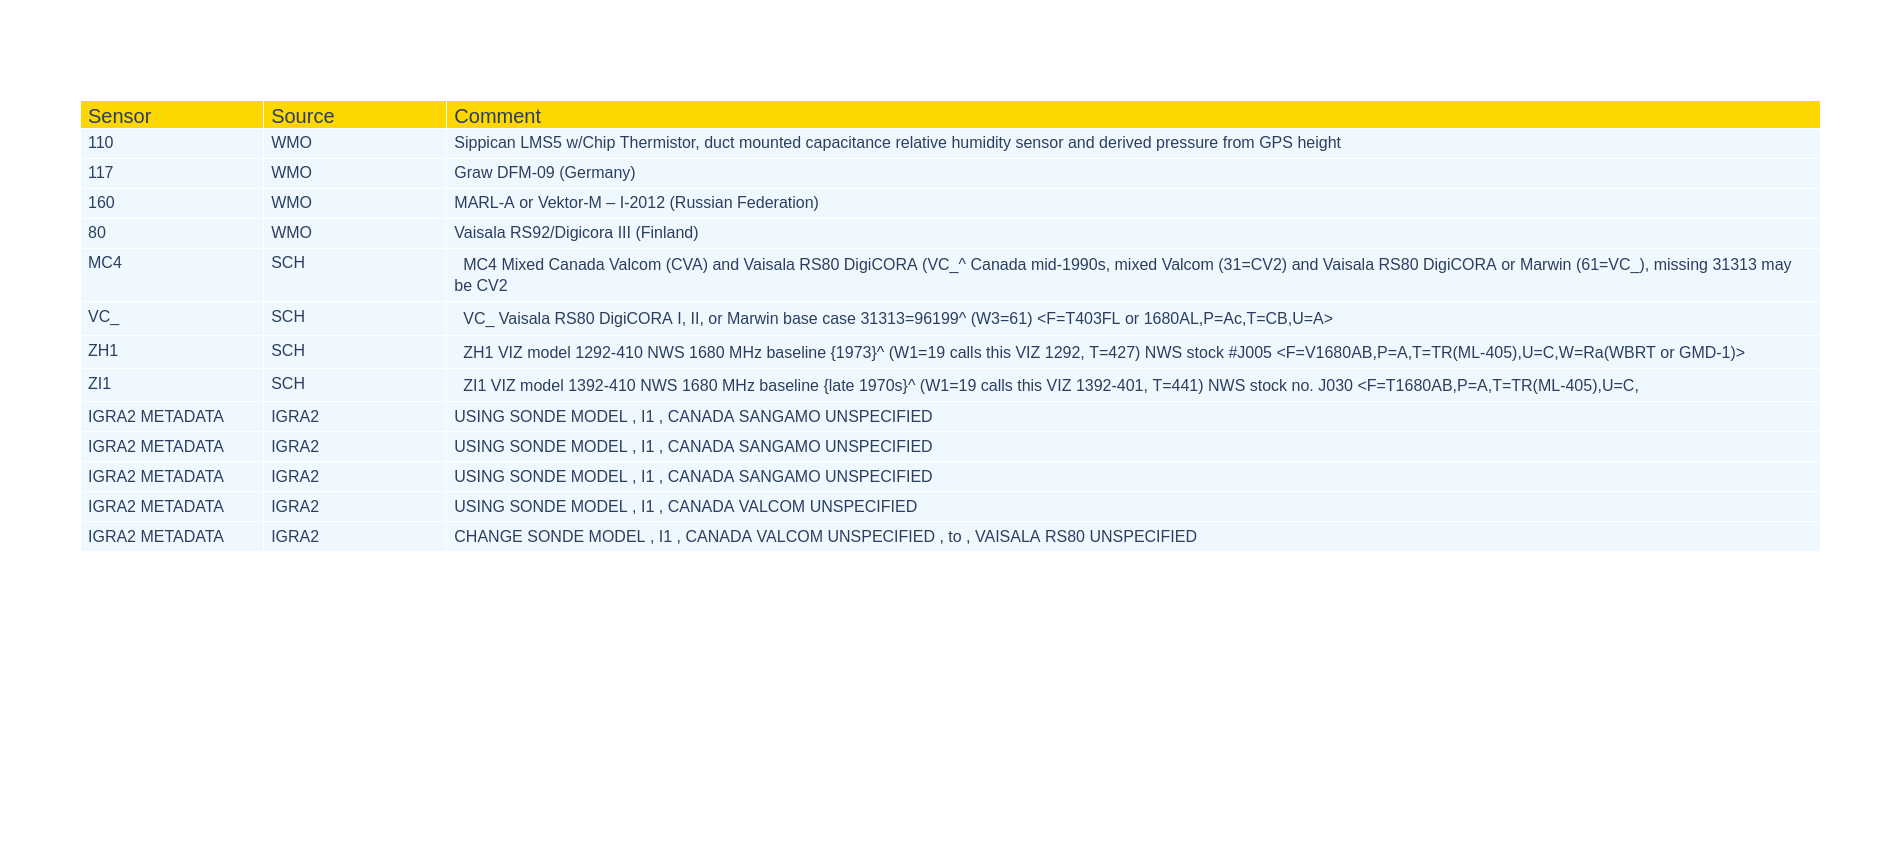 Sensor Source Comment
110 WMO Sippican LMS5 w/Chip Thermistor, duct mounted capacitance relative humidity sensor and derived pressure from GPS height
117 WMO Graw DFM-09 (Germany)
160 WMO MARL-A or Vektor-M – I-2012 (Russian Federation)
80 WMO Vaisala RS92/Digicora III (Finland)
MC4 SCH MC4 Mixed Canada Valcom (CVA) and Vaisala RS80 DigiCORA (VC_^ Canada mid-1990s, mixed Valcom (31=CV2) and Vaisala RS80 DigiCORA or Marwin (61=VC_), missing 31313 may
be CV2
VC_ SCH VC_ Vaisala RS80 DigiCORA I, II, or Marwin base case 31313=96199^ (W3=61) <F=T403FL or 1680AL,P=Ac,T=CB,U=A>
ZH1 SCH ZH1 VIZ model 1292-410 NWS 1680 MHz baseline {1973}^ (W1=19 calls this VIZ 1292, T=427) NWS stock #J005 <F=V1680AB,P=A,T=TR(ML-405),U=C,W=Ra(WBRT or GMD-1)>
ZI1 SCH ZI1 VIZ model 1392-410 NWS 1680 MHz baseline {late 1970s}^ (W1=19 calls this VIZ 1392-401, T=441) NWS stock no. J030 <F=T1680AB,P=A,T=TR(ML-405),U=C,
IGRA2 METADATA IGRA2 USING SONDE MODEL , I1 , CANADA SANGAMO UNSPECIFIED
IGRA2 METADATA IGRA2 USING SONDE MODEL , I1 , CANADA SANGAMO UNSPECIFIED
IGRA2 METADATA IGRA2 USING SONDE MODEL , I1 , CANADA SANGAMO UNSPECIFIED
IGRA2 METADATA IGRA2 USING SONDE MODEL , I1 , CANADA VALCOM UNSPECIFIED
IGRA2 METADATA IGRA2 CHANGE SONDE MODEL , I1 , CANADA VALCOM UNSPECIFIED , to , VAISALA RS80 UNSPECIFIED